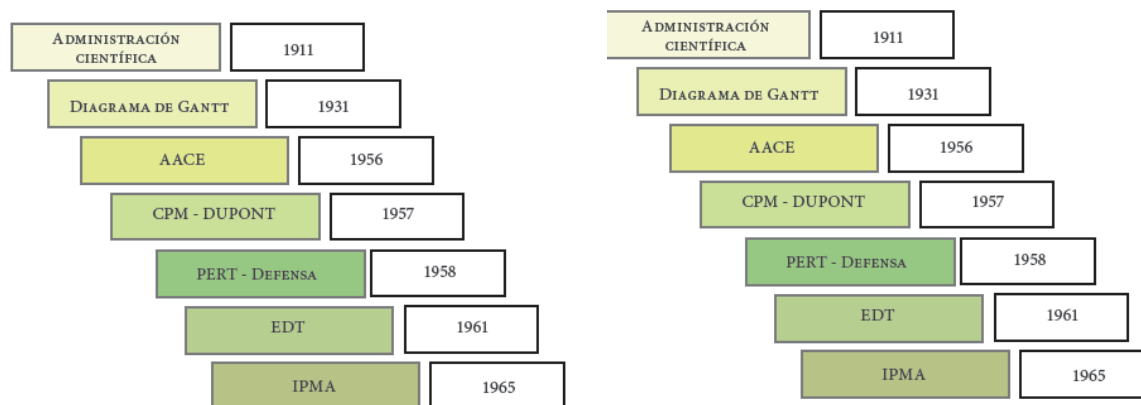 Administración
científica
1911
Diagrama de Gantt
1931
AACE
1956
CPM - DUPONT
1957
PERT - Defensa
1958
EDT
1961
IPMA
1965
Administración
científica
1911
Diagrama de Gantt
1931
AACE
1956
CPM - DUPONT
1957
PERT - Defensa
1958
EDT
1961
IPMA
1965